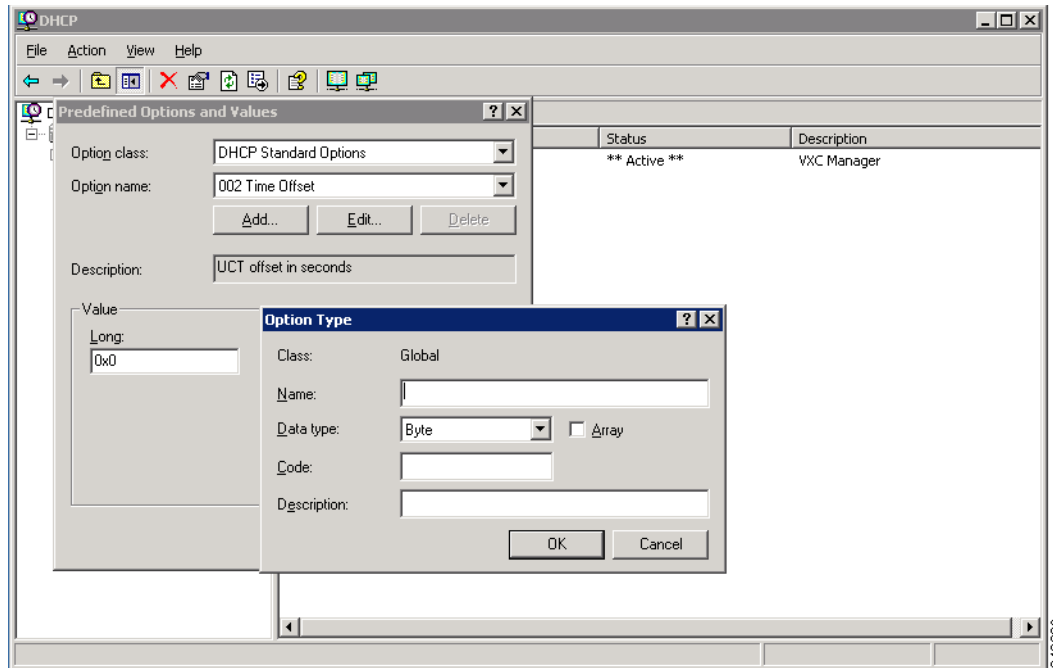 DHCP
File Action View Help
Predefined Options and Values
Status Description
** Active ** VXC Manager
Option class: DHCP Standard Options
Option name: 002 Time Offset
Add... Edit... Delete
Description: UCT offset in seconds
Value
Long:
0x0
Option Type
Class: Global
Name:
Data type: Byte Array
Code:
Description:
OK Cancel